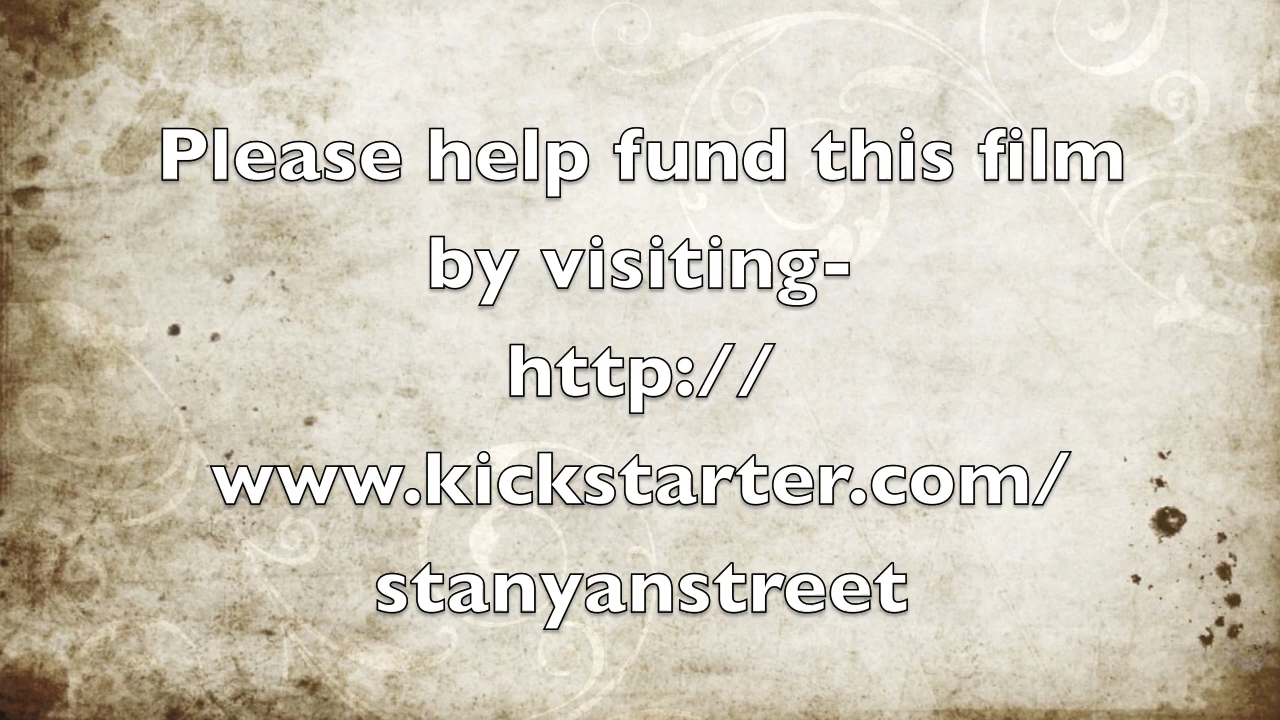 Please help fund this film
by visiting-
http://
www.kickstarter.com/
stanyanstreet